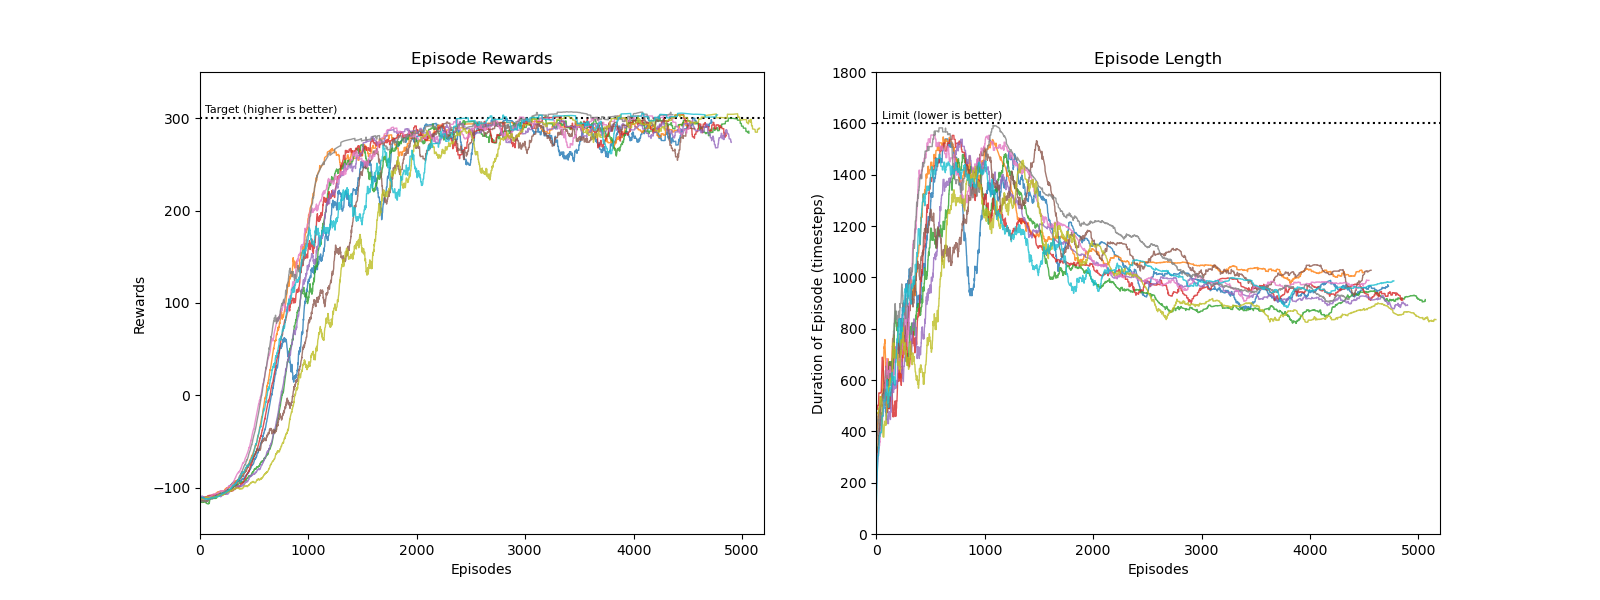 Episode Rewards
Target (higher is better)
300
200
100
0
−100
Rewards
0 1000 2000 3000 4000 5000
Episodes
Episode Length
Limit (lower is better)
1800
1600
1400
1200
1000
800
600
400
200
0
Duration of Episode (timesteps)
0 1000 2000 3000 4000 5000
Episodes